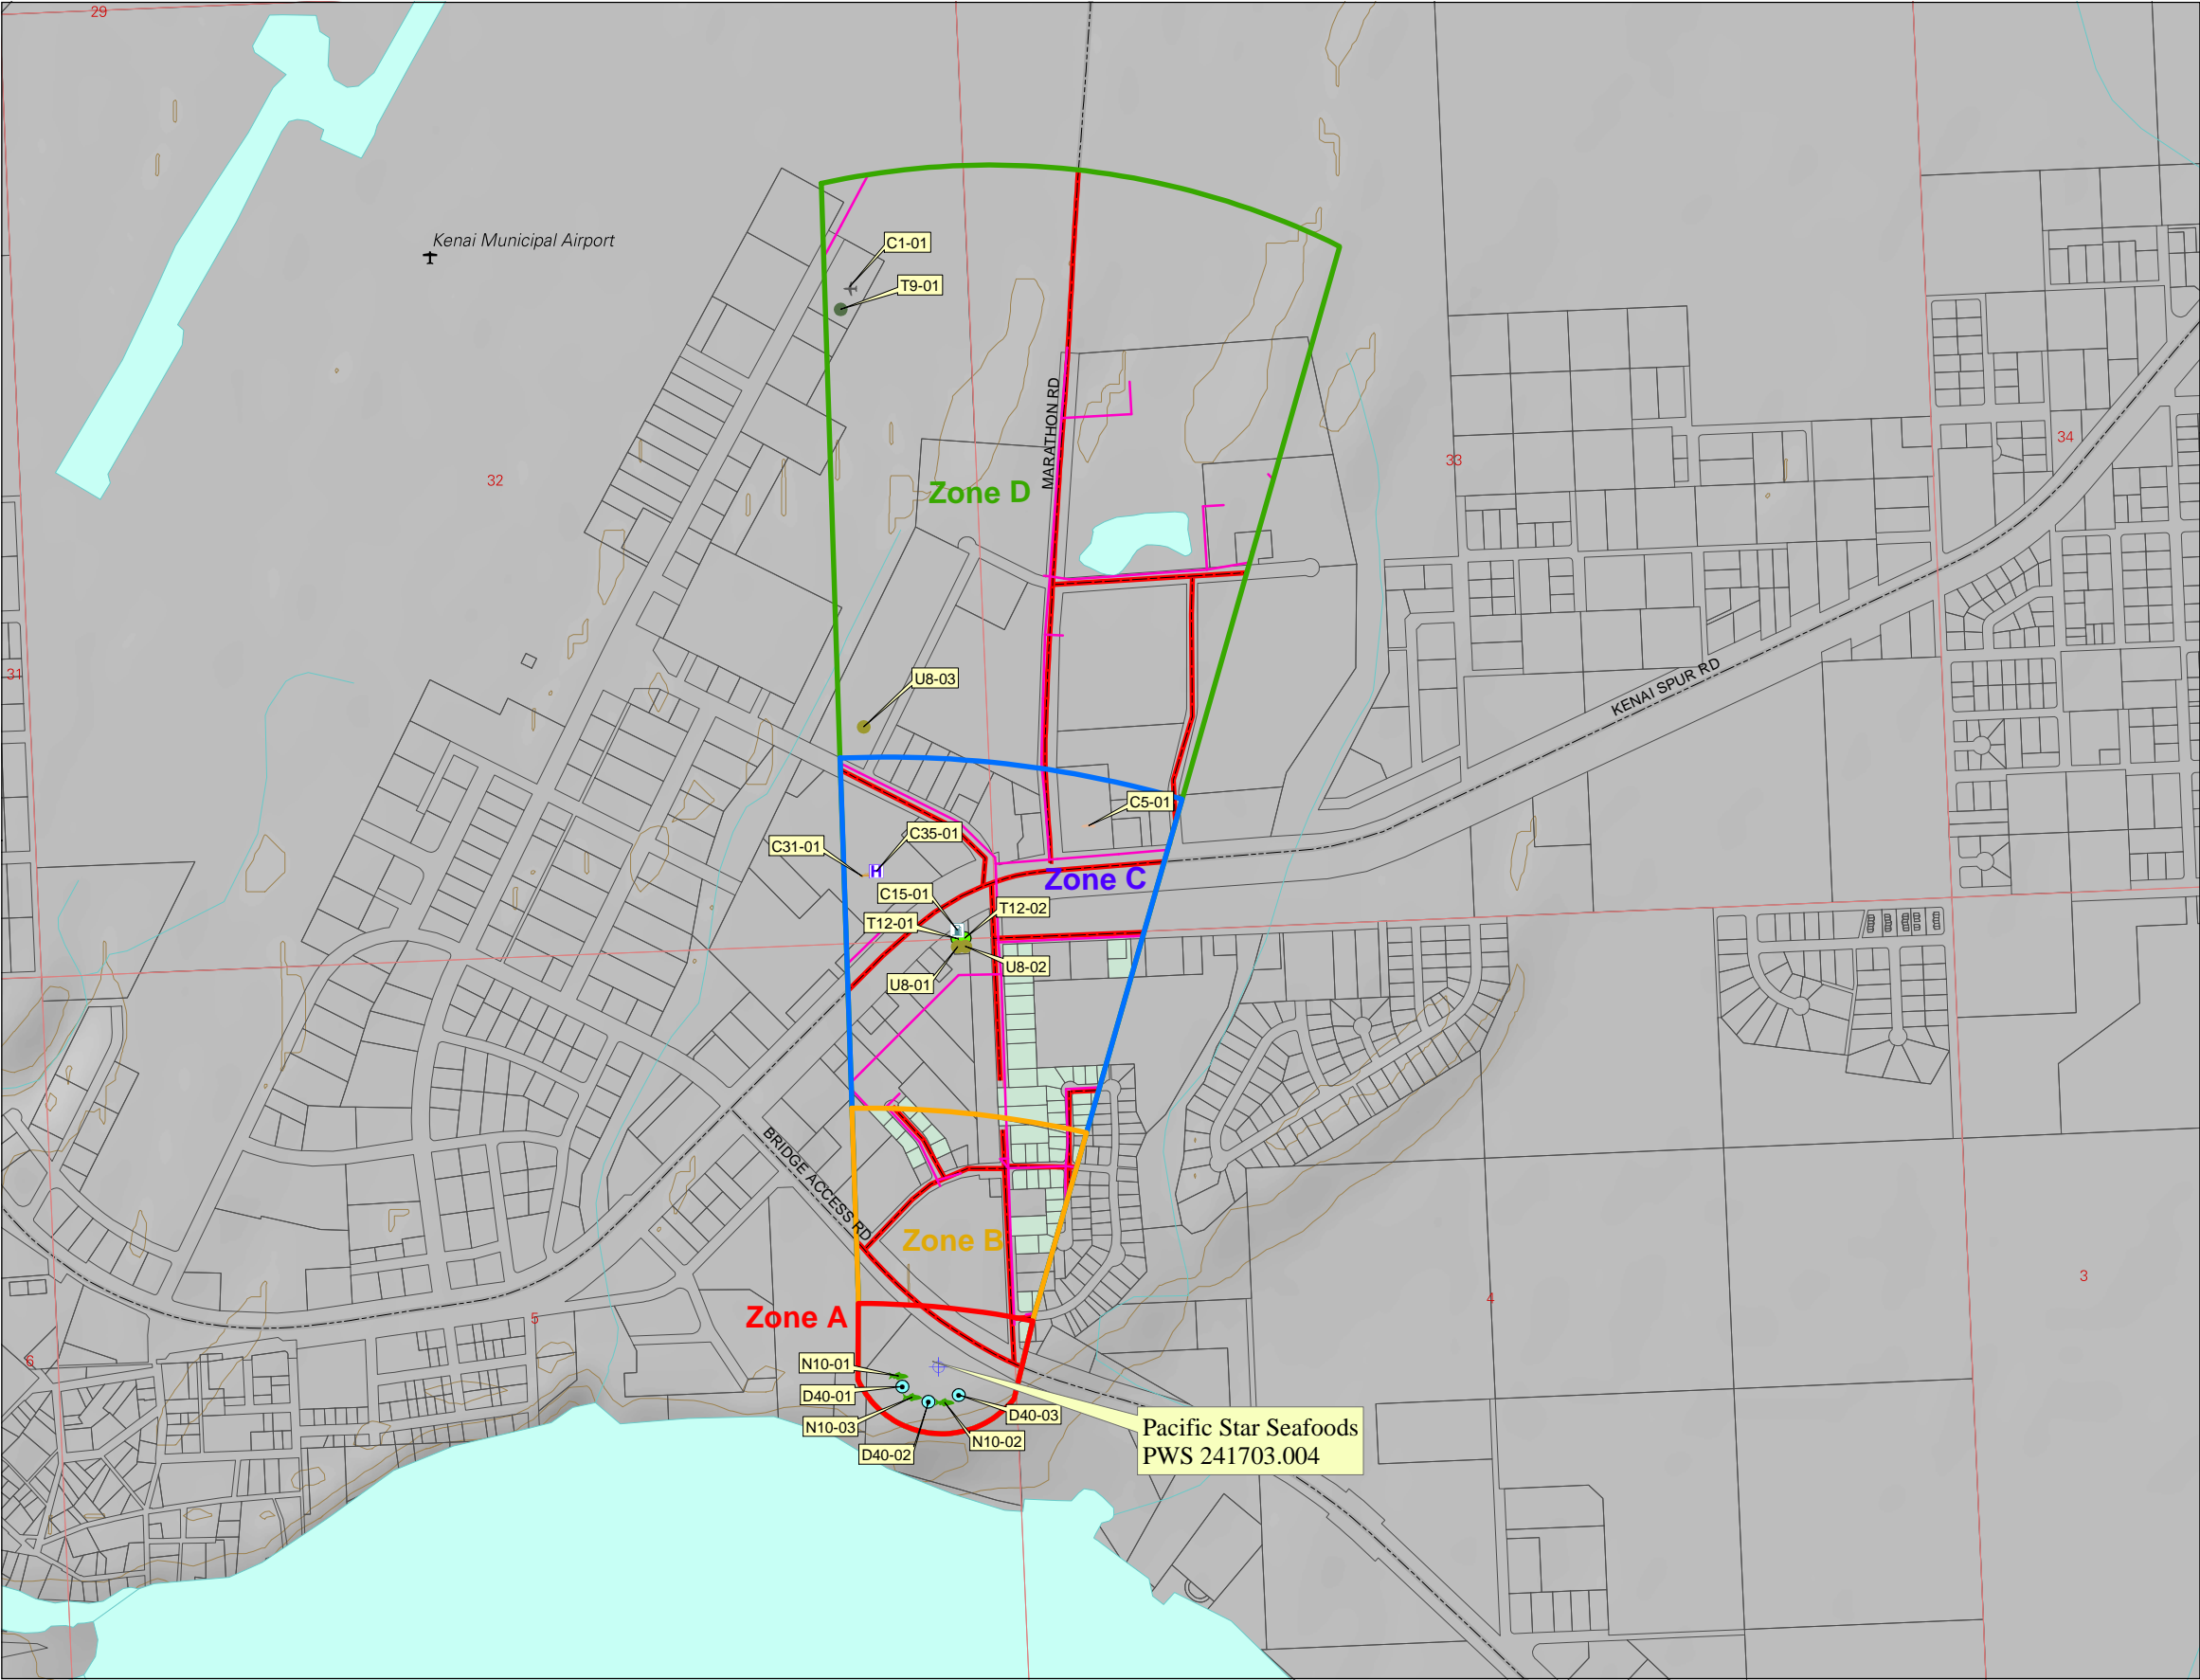 29
Kenai Municipal Airport
C1-01
T9-01
MARATHON RD
34
33
32
Zone D
31
U8-03
KENAI SPUR RD
C5-01
C35-01
C31-01
Zone C
C15-01
T12-02
T12-01
U8-02
U8-01
BRIDGE ACCESS RD
Zone B
3
4
5
Zone A
6
N10-01
D40-01
D40-03
N10-03
N10-02
D40-02
Pacific Star Seafoods
PWS 241703.004
H